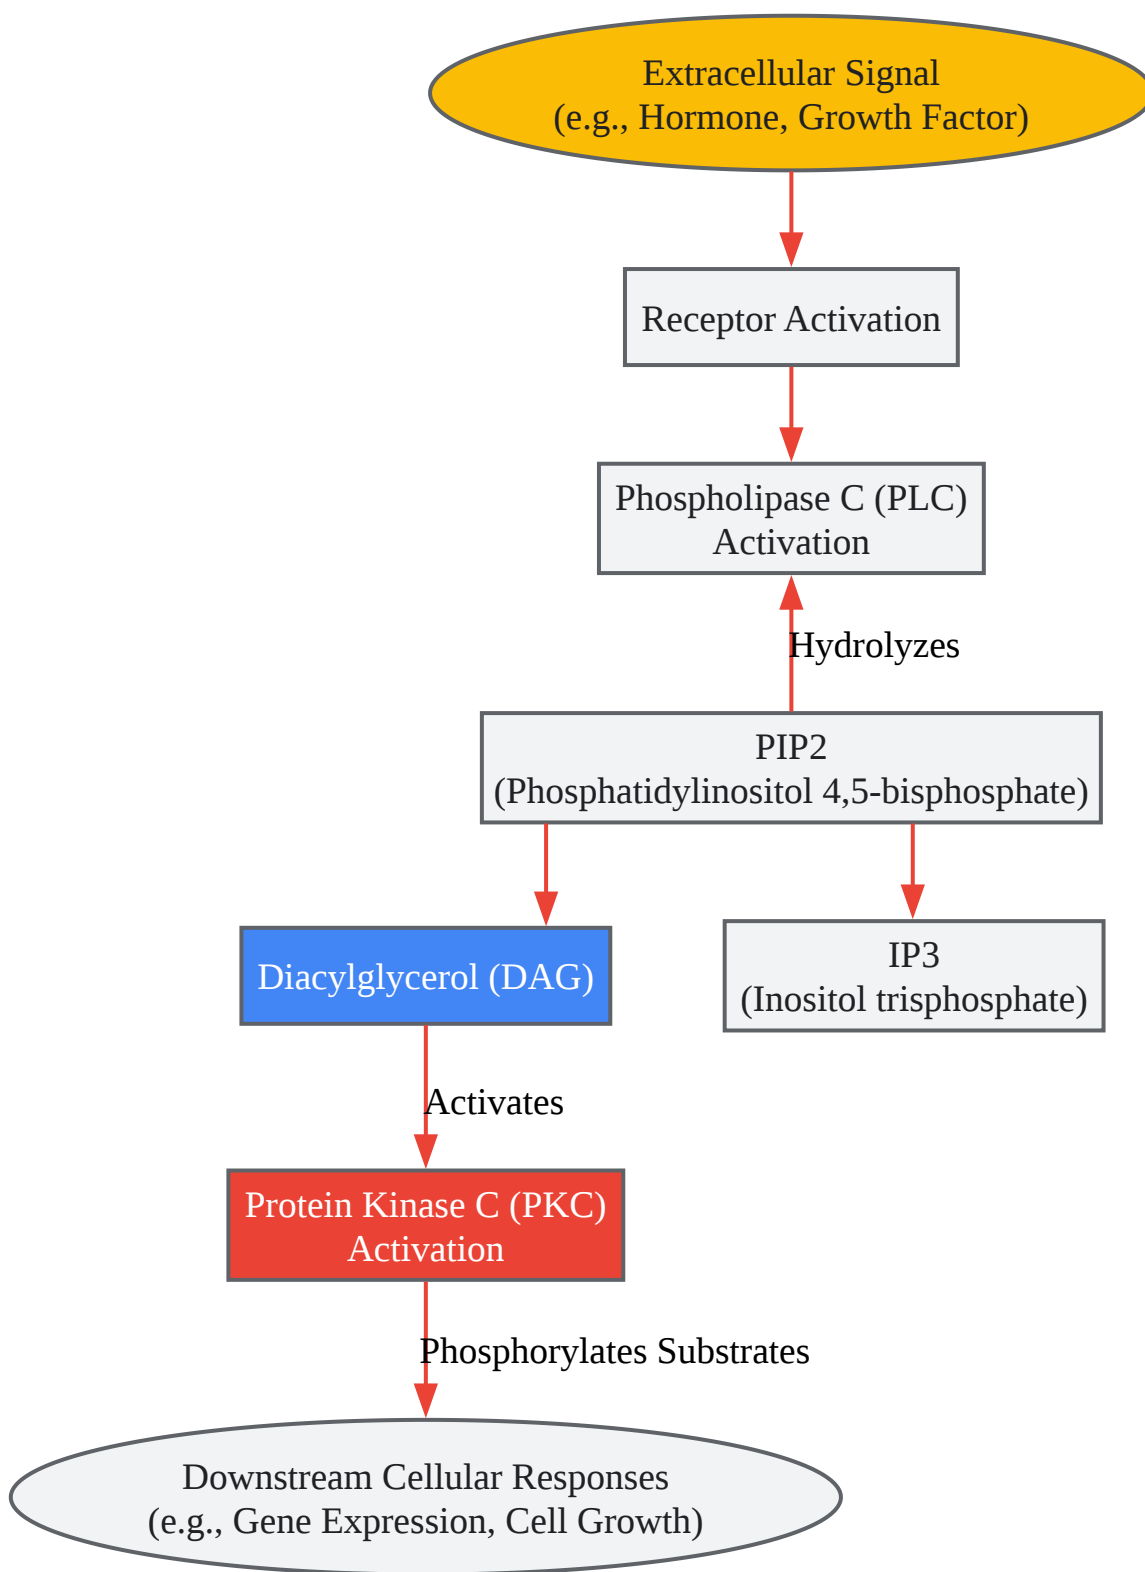 Extracellular Signal
(e.g., Hormone, Growth Factor)
Receptor Activation
Phospholipase C (PLC)
Activation
Hydrolyzes
PIP2
(Phosphatidylinositol 4,5-bisphosphate)
Diacylglycerol (DAG)
IP3
(Inositol trisphosphate)
Activates
Protein Kinase C (PKC)
Activation
Phosphorylates Substrates
Downstream Cellular Responses
(e.g., Gene Expression, Cell Growth)